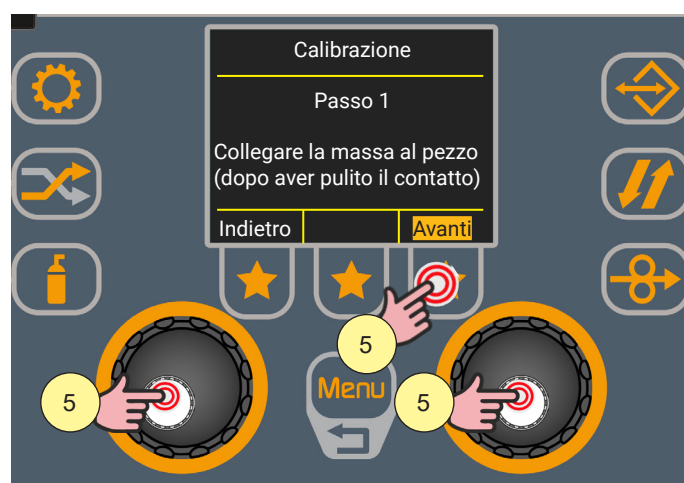 Calibrazione
Passo 1
Collegare la massa al pezzo
(dopo aver pulito il contatto)
Indietro
Avanti
5
5
Menu
5